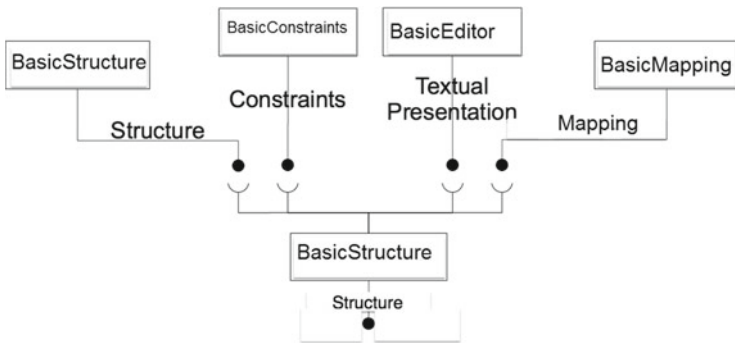 BasicStructure
BasicConstraints
BasicEditor
BasicMapping
Structure
Constraints
Textual
Presentation
Mapping
BasicStructure
Structure